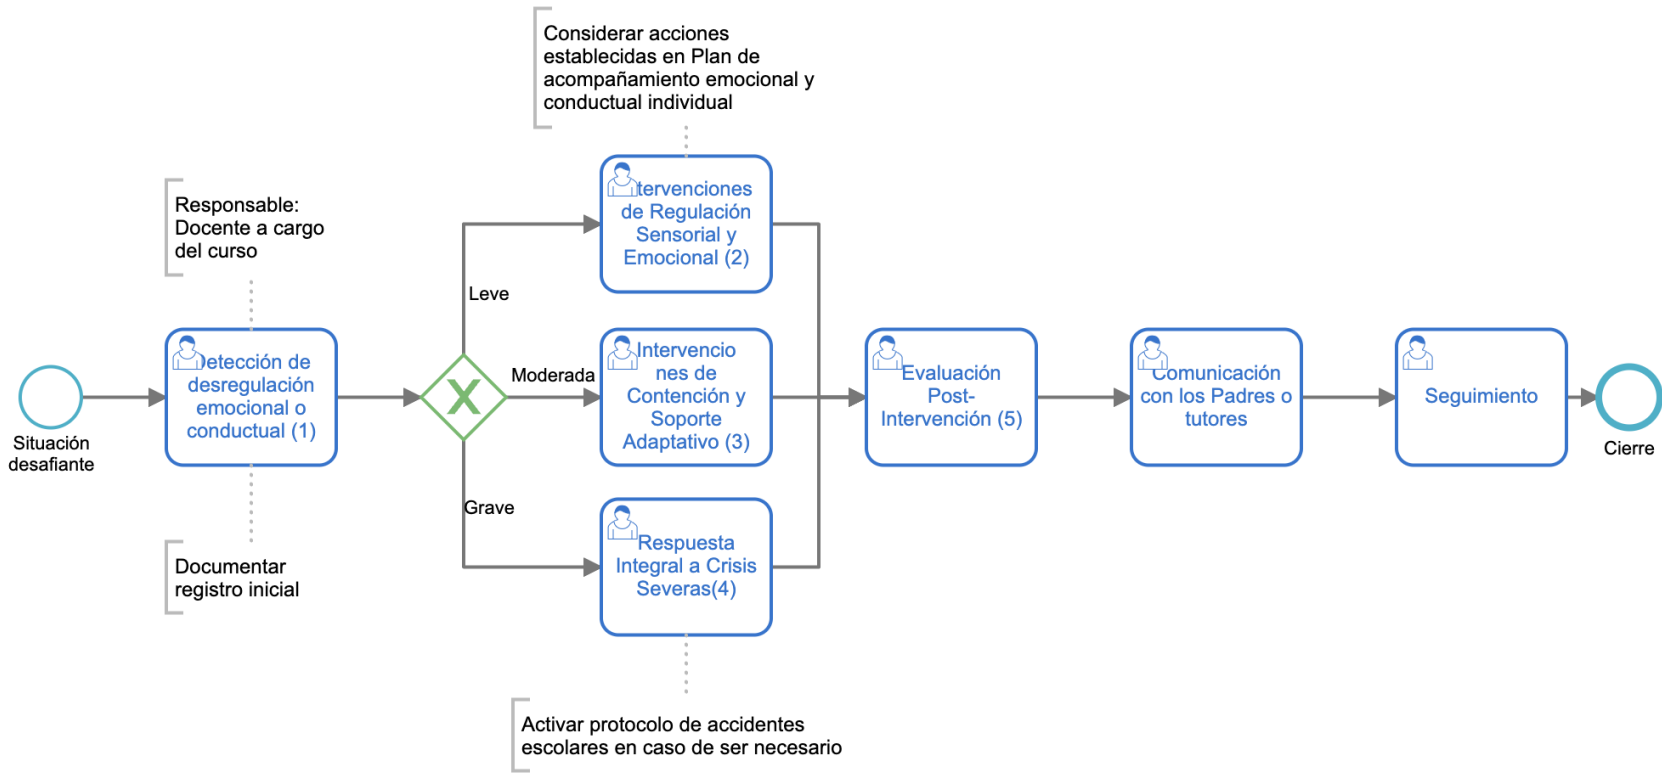 Considerar acciones
establecidas en Plan de
acompañamiento emocional y
conductual individual
Responsable:
Docente a cargo
del curso
tervenciones
de Regulación
Sensorial y
Emocional (2)
Leve
Situación
desafiante
etección de
desregulación
emocional o
conductual (1)
X
Moderada
Intervencio
nes de
Contención y
Soporte
Adaptativo (3)
Evaluación
Post-
Intervención (5)
Comunicación
con los Padres o
tutores
Seguimiento
Cierre
Grave
Respuesta
Integral a Crisis
Severas(4)
Documentar
registro inicial
Activar protocolo de accidentes
escolares en caso de ser necesario